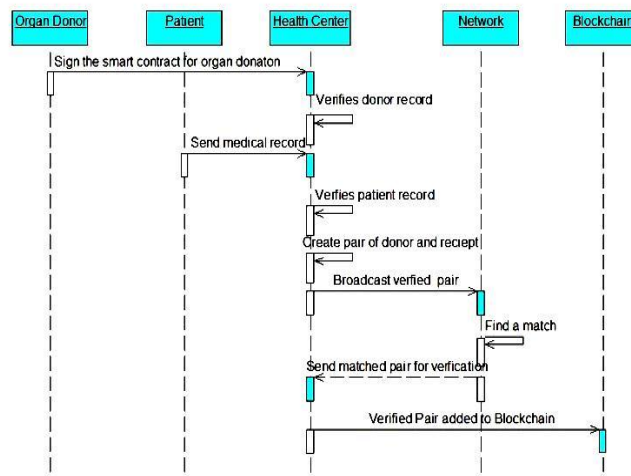 Organ Donor
Patient
Health Center
Network
Blockchain
Sign the smart contract for organ donaton
Verifies donor record
Send medical record
Verfies patient record
Create pair of donor and reciept
Broadcast verfied pair
Find a match
Send matched pair for verfication
Verified Pair added to Blockchain